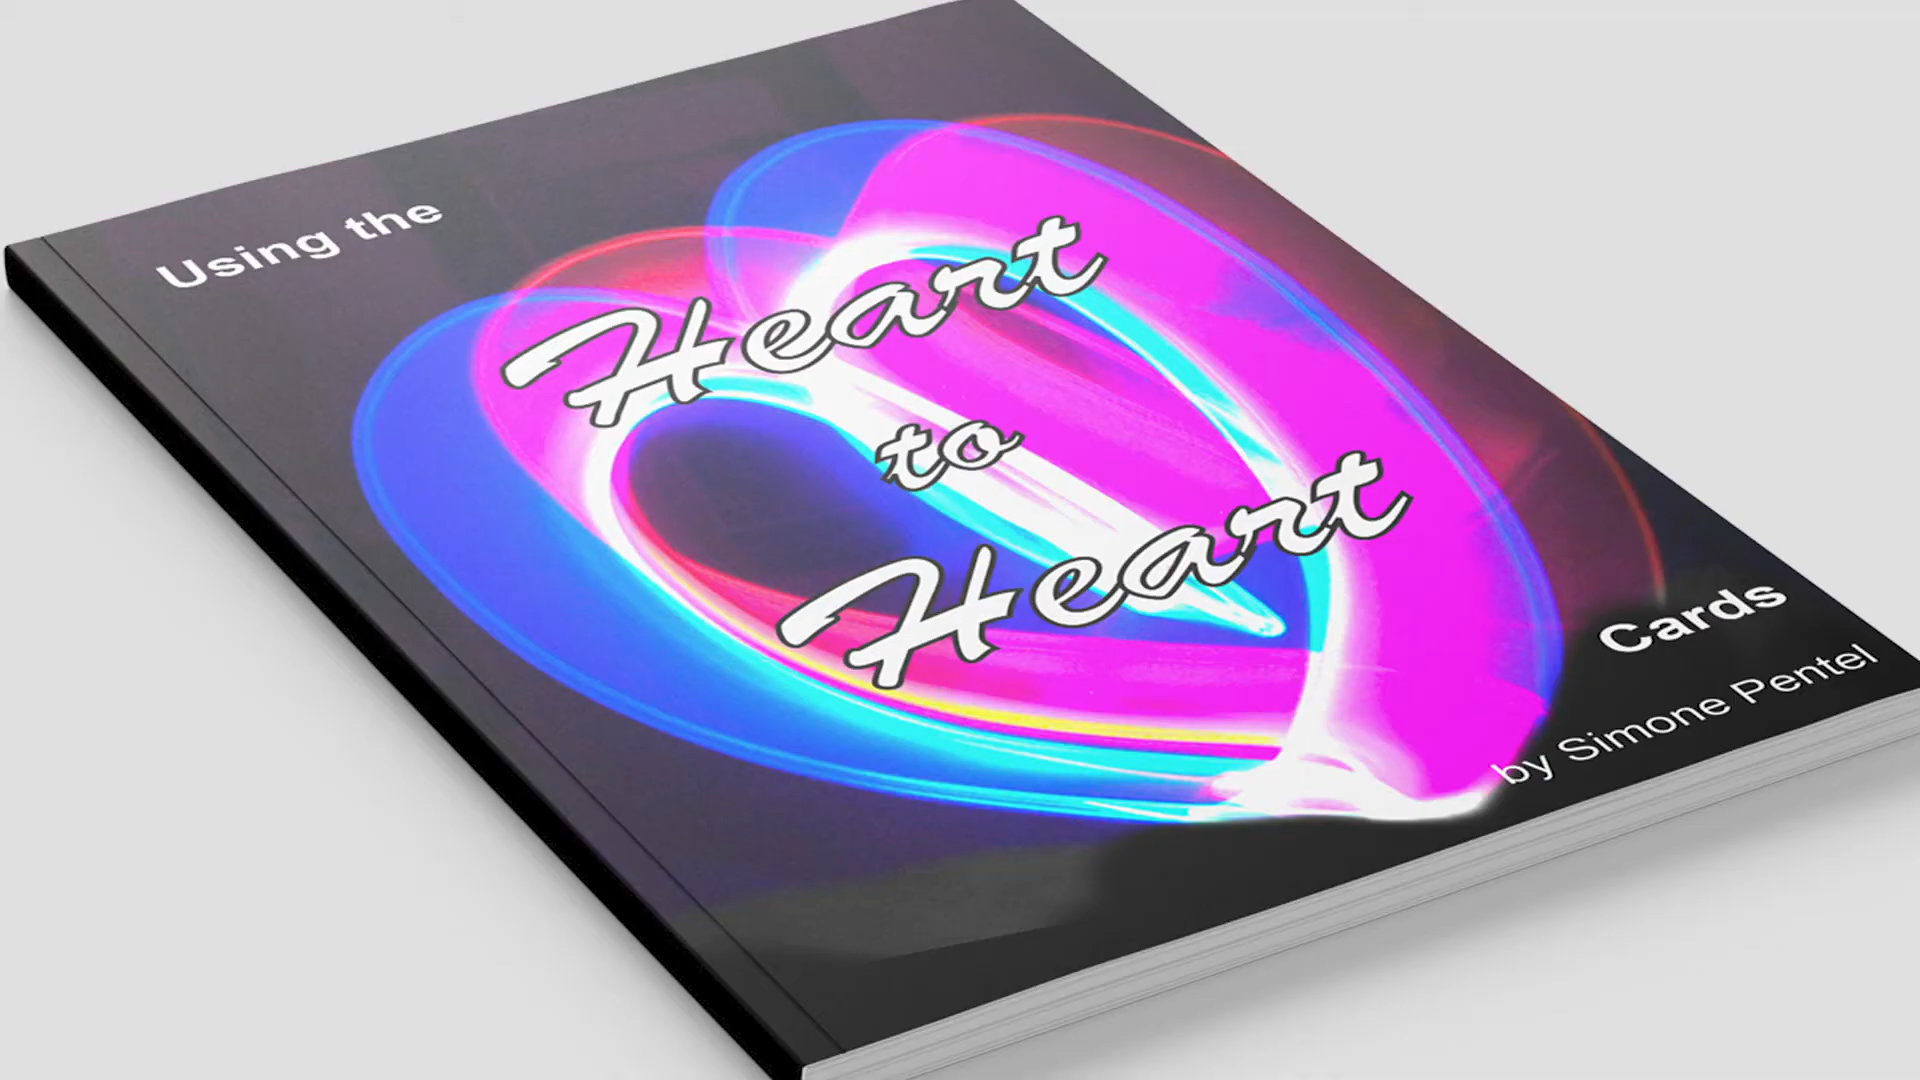 Using the
Heart
to
Heart
Cards
by Simone Pentel